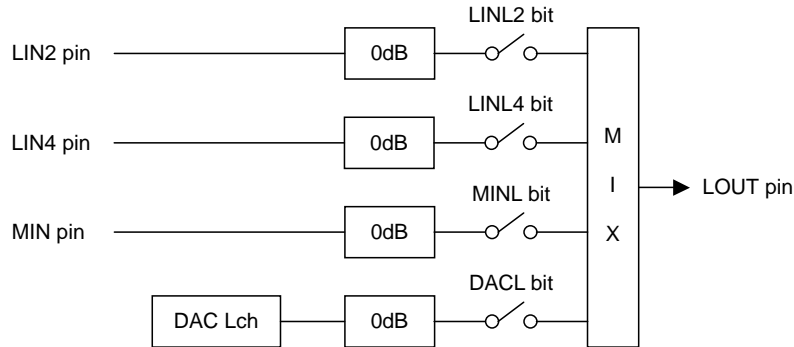 LINL2 bit
LIN2 pin
0dB
LINL4 bit
LIN4 pin
0dB
M
I
X
LOUT pin
MINL bit
MIN pin
0dB
DACL bit
DAC Lch
0dB